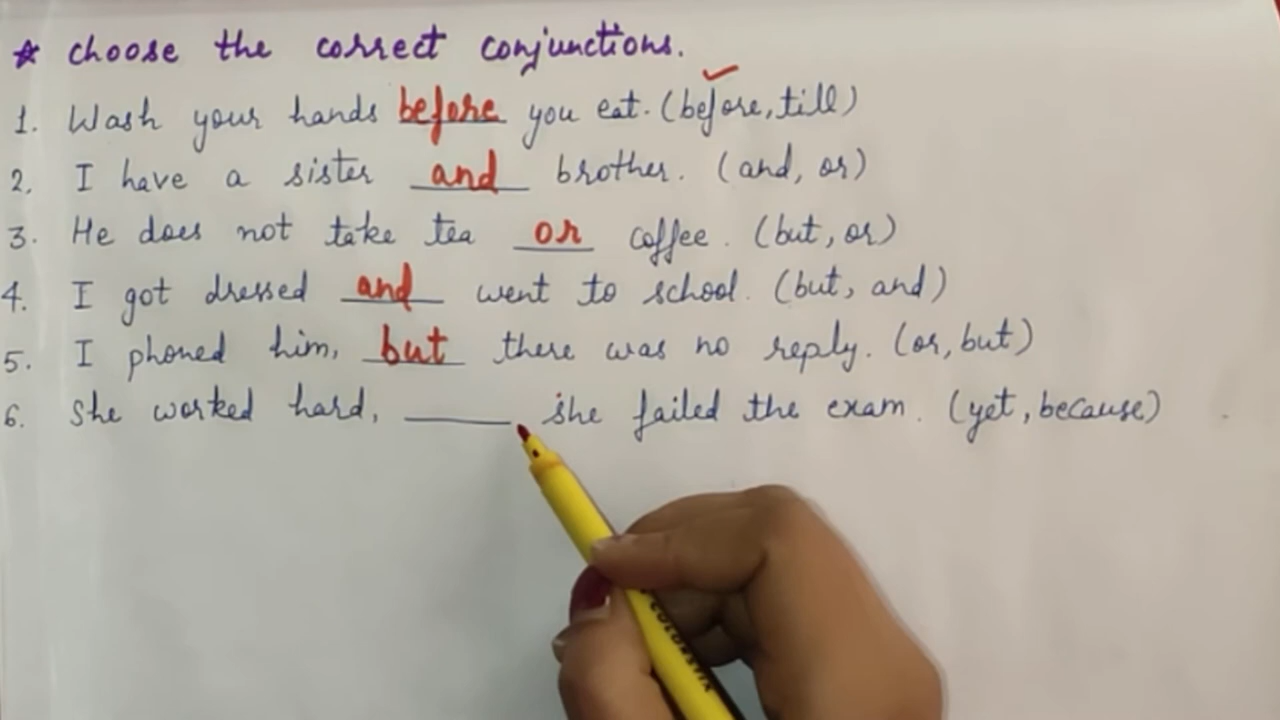 * choose the correct conjunctions.
1. Wash your hands before you eat. (before, till)
2. I have a sister and brother. (and, or)
3. He does not take tea or coffee. (but, or)
4. I got dressed and went to school. (but, and)
5. I phoned him, but there was no reply. (or, but)
6. She worked hard, ____ she failed the exam. (yet, because)